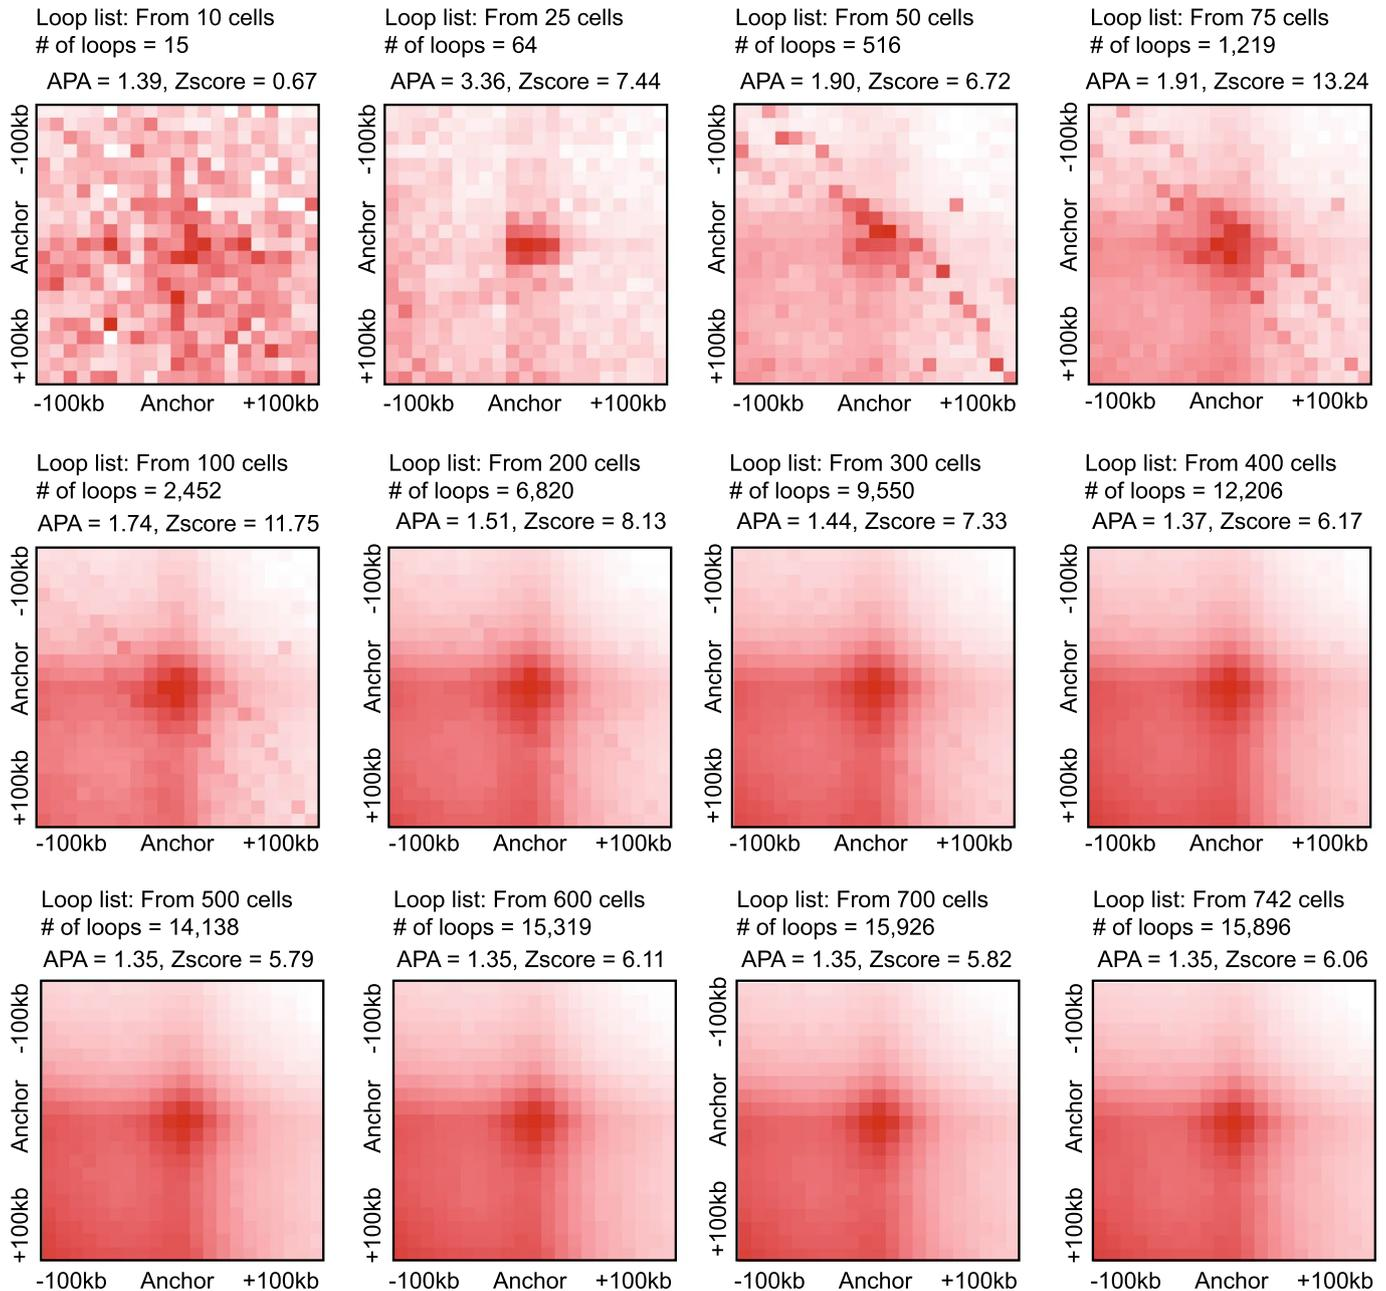 Loop list: From 10 cells
# of loops = 15
APA = 1.39, Zscore = 0.67
-100kb
Anchor
+100kb
-100kb Anchor +100kb
Loop list: From 25 cells
# of loops = 64
APA = 3.36, Zscore = 7.44
-100kb
Anchor
+100kb
-100kb Anchor +100kb
Loop list: From 50 cells
# of loops = 516
APA = 1.90, Zscore = 6.72
-100kb
Anchor
+100kb
-100kb Anchor +100kb
Loop list: From 75 cells
# of loops = 1,219
APA = 1.91, Zscore = 13.24
-100kb
Anchor
+100kb
-100kb Anchor +100kb
Loop list: From 100 cells
# of loops = 2,452
APA = 1.74, Zscore = 11.75
-100kb
Anchor
+100kb
-100kb Anchor +100kb
Loop list: From 200 cells
# of loops = 6,820
APA = 1.51, Zscore = 8.13
-100kb
Anchor
+100kb
-100kb Anchor +100kb
Loop list: From 300 cells
# of loops = 9,550
APA = 1.44, Zscore = 7.33
-100kb
Anchor
+100kb
-100kb Anchor +100kb
Loop list: From 400 cells
# of loops = 12,206
APA = 1.37, Zscore = 6.17
-100kb
Anchor
+100kb
-100kb Anchor +100kb
Loop list: From 500 cells
# of loops = 14,138
APA = 1.35, Zscore = 5.79
-100kb
Anchor
+100kb
-100kb Anchor +100kb
Loop list: From 600 cells
# of loops = 15,319
APA = 1.35, Zscore = 6.11
-100kb
Anchor
+100kb
-100kb Anchor +100kb
Loop list: From 700 cells
# of loops = 15,926
APA = 1.35, Zscore = 5.82
-100kb
Anchor
+100kb
-100kb Anchor +100kb
Loop list: From 742 cells
# of loops = 15,896
APA = 1.35, Zscore = 6.06
-100kb
Anchor
+100kb
-100kb Anchor +100kb